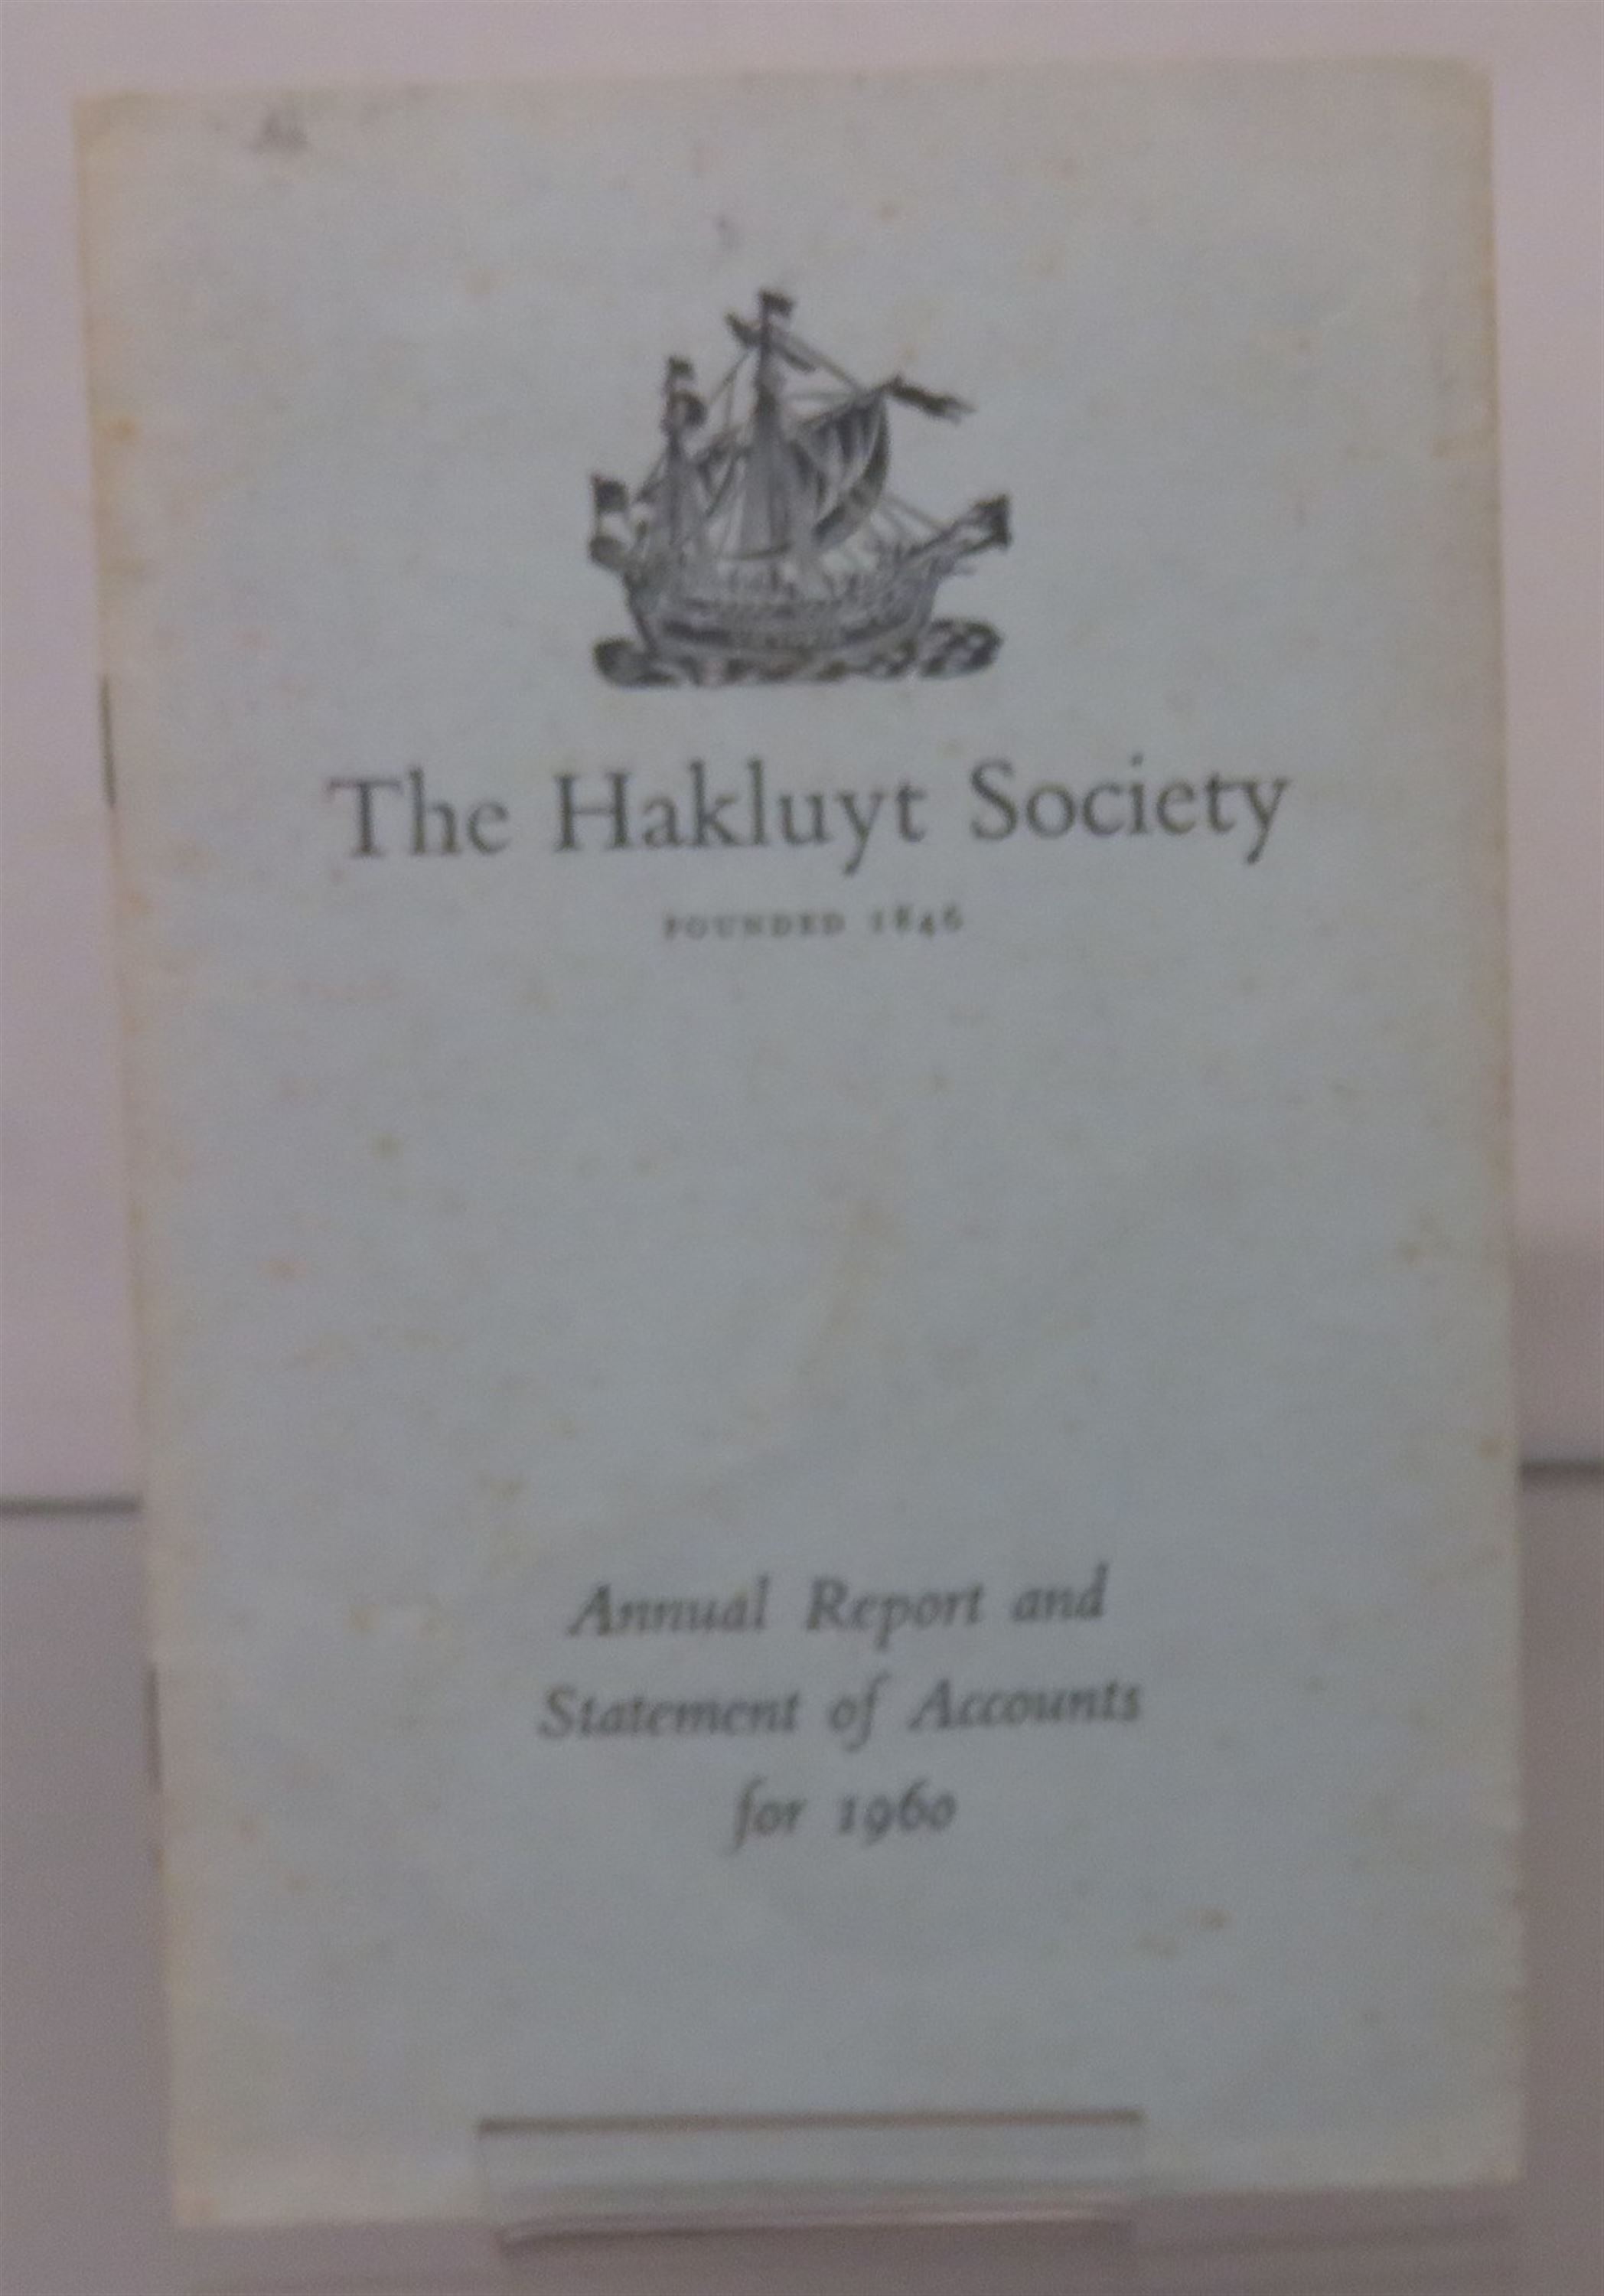 The Hakluyt Society
FOUNDED 1846
Annual Report and
Statement of Accounts
for 1960